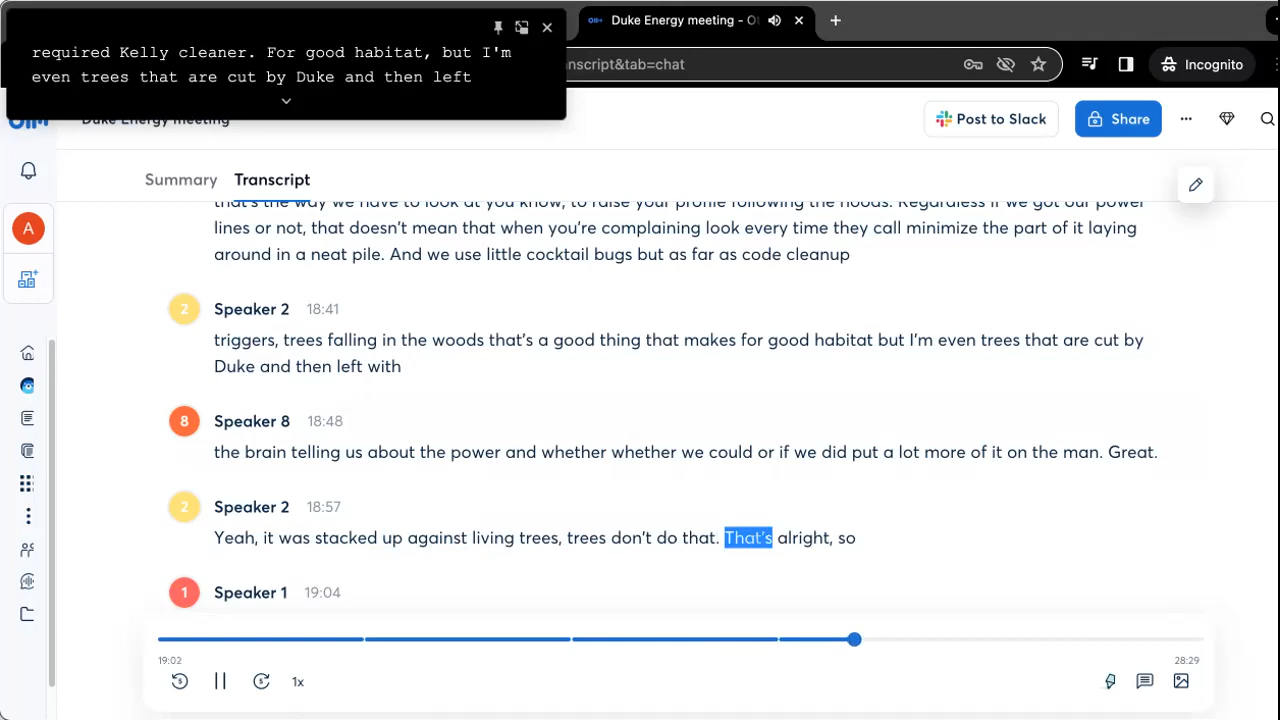 required Kelly cleaner. For good habitat, but I'm
even trees that are cut by Duke and then left
Duke Energy meeting - Ot
nscript&tab=chat
Incognito
Duke Energy meeting
Post to Slack
Share
A
Summary
Transcript
that's the way we have to look at you know, to raise your profile following the floods. Regardless if we got our power
lines or not, that doesn't mean that when you're complaining look every time they call minimize the part of it laying
around in a neat pile. And we use little cocktail bugs but as far as code cleanup
2
Speaker 2 18:41
triggers, trees falling in the woods that's a good thing that makes for good habitat but I'm even trees that are cut by
Duke and then left with
8
Speaker 8 18:48
the brain telling us about the power and whether whether we could or if we did put a lot more of it on the man. Great.
2
Speaker 2 18:57
Yeah, it was stacked up against living trees, trees don't do that. That's alright, so
1
Speaker 1 19:04
19:02
28:29
5
5
1x